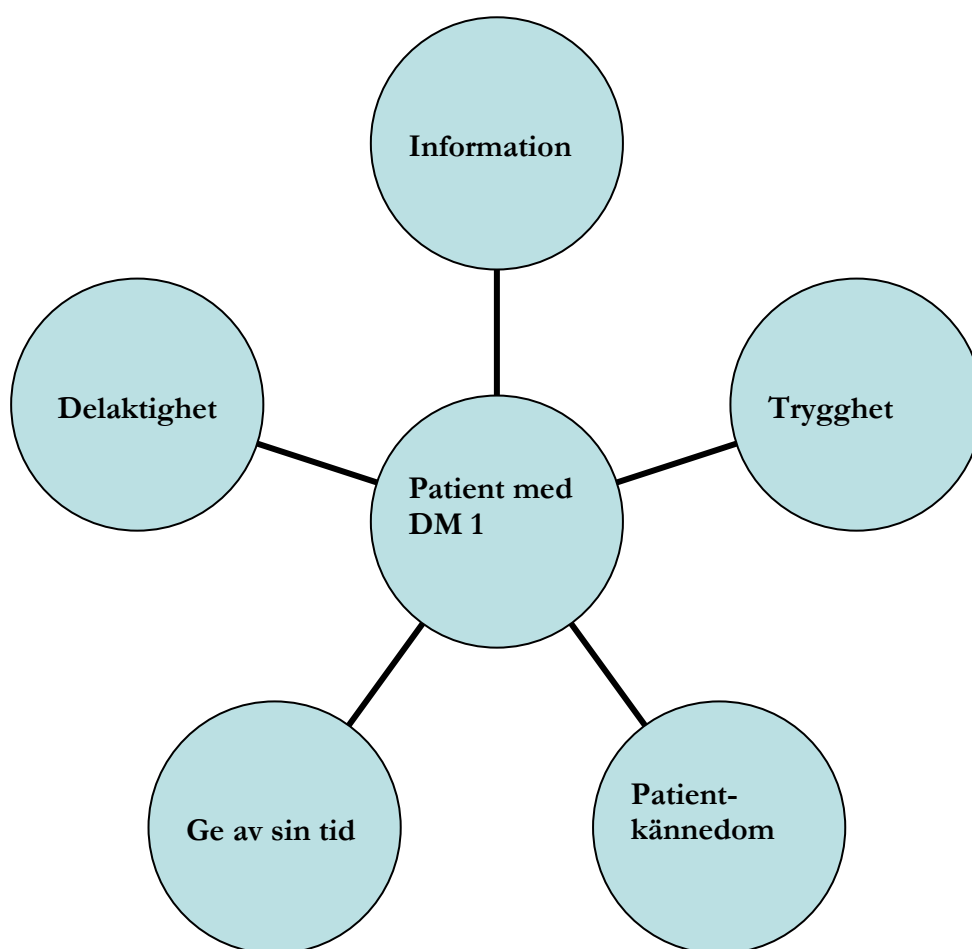 Information
Delaktighet
Trygghet
Patient med
DM 1
Ge av sin tid
Patient-
kännedom